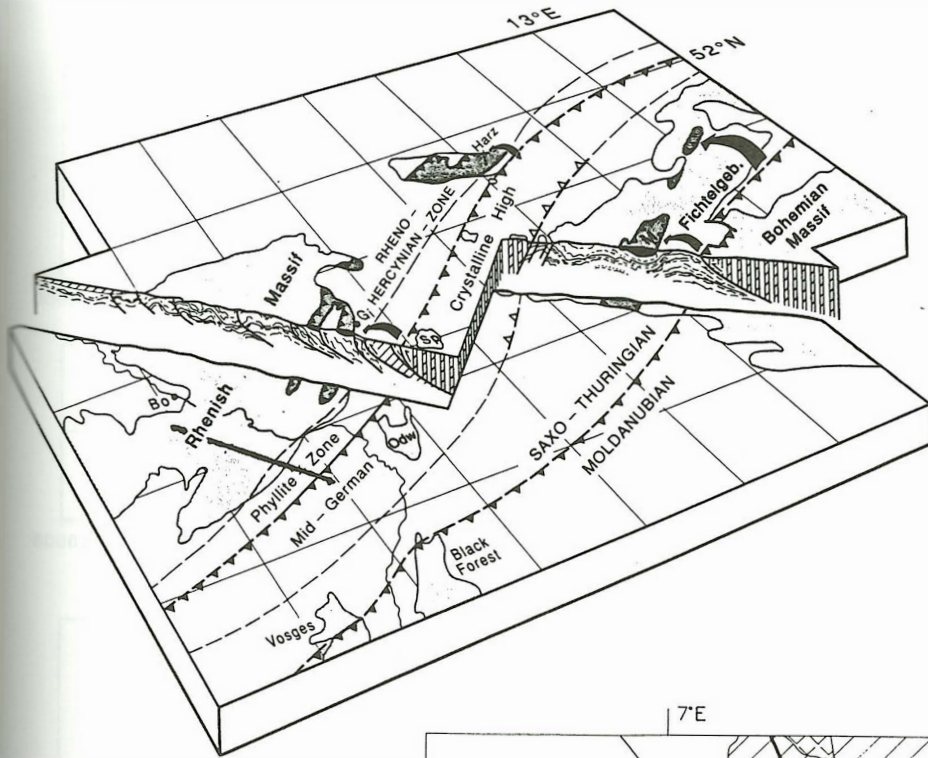 13°E
52°N
Harz
RHENO-
HERCYNIAN-ZONE
High
Crystalline
Massif
Gi
Sp
M
Fichtelgeb.
Bohemian
Massif
Bo
Rhenish
Phyllite Zone
Mid-German
Odw
SAXO-THURINGIAN
MOLDANUBIAN
Black
Forest
Vosges
7°E